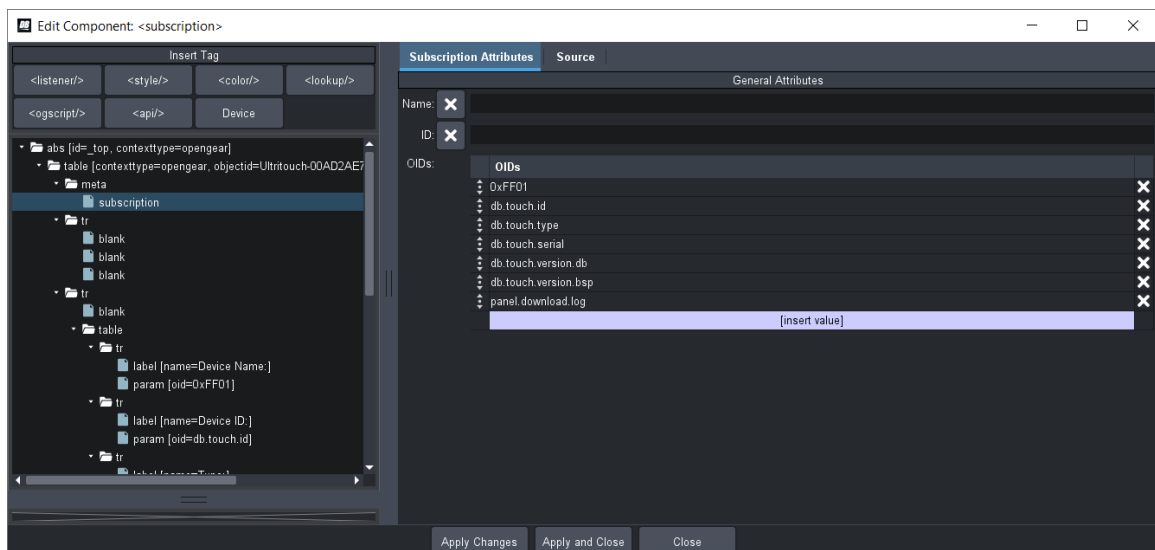 DB Edit Component: <subscription>
Insert Tag
<listener/> <style/> <color/> <lookup/>
<ogscript/> <api/> Device
abs [id=_top, contexttype=opengear]
table [contexttype=opengear, objectid=Ultritouch-00AD2AE7
meta
subscription
tr
blank
blank
blank
tr
blank
table
tr
label [name=Device Name:]
param [oid=0xFF01]
tr
label [name=Device ID:]
param [oid=db.touch.id]
tr
label [name=Type:]
Subscription Attributes Source
General Attributes
Name:
ID:
OIDs:
OIDs
0xFF01
db.touch.id
db.touch.type
db.touch.serial
db.touch.version.db
db.touch.version.bsp
panel.download.log
[insert value]
Apply Changes Apply and Close Close